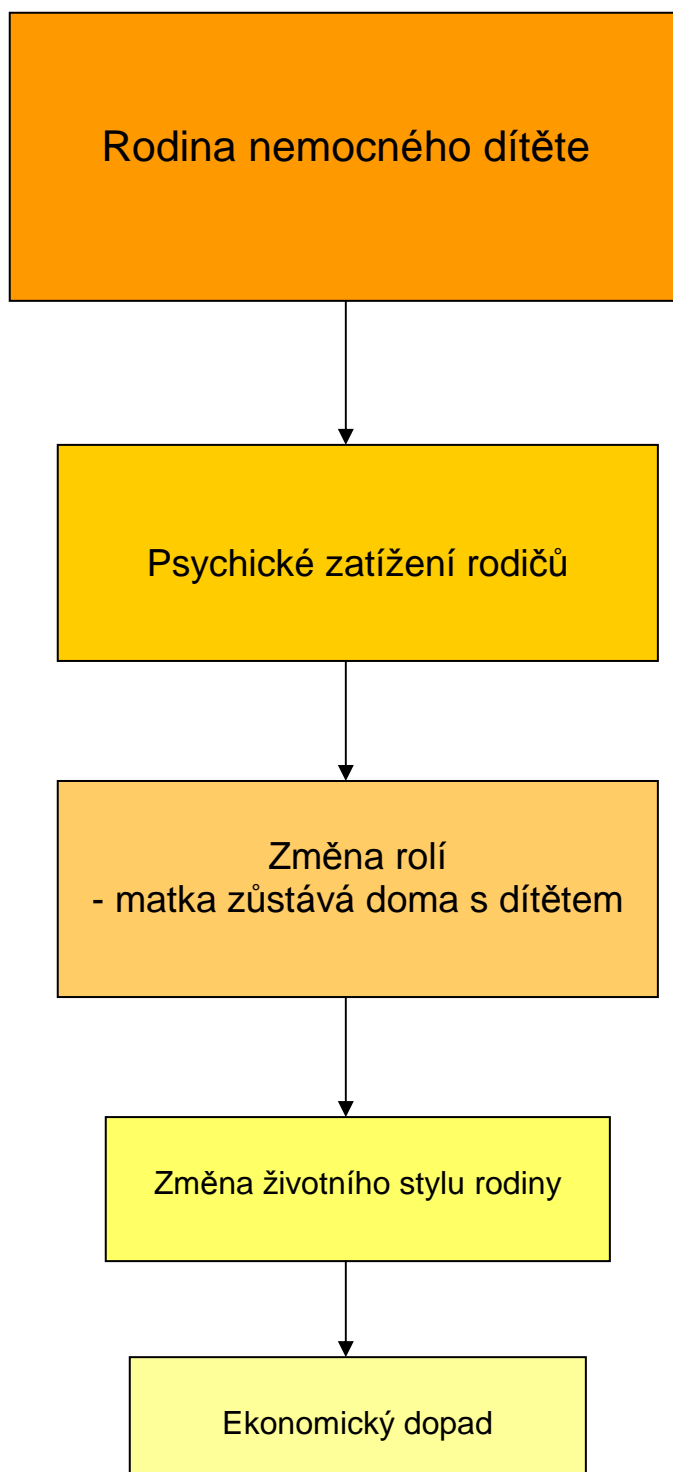 Rodina nemocného dítěte
Psychické zatížení rodičů
Změna rolí
- matka zůstává doma s dítětem
Změna životního stylu rodiny
Ekonomický dopad